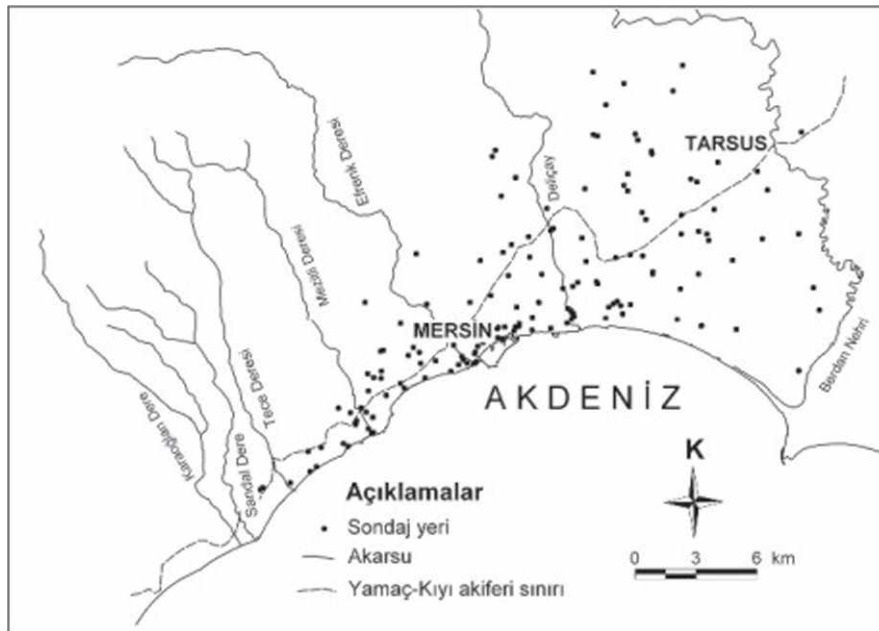 TARSUS
Efrenk Deresi
Deliçay
Mezitli Deresi
MERSİN
Berdan Nehri
Tece Deresi
AKDENİZ
Karaoğlan Dere
Sandal Dere
K
Açıklamalar
Sondaj yeri
Akarsu
Yamaç-Kıyı akiferi sınırı
0 3 6 km